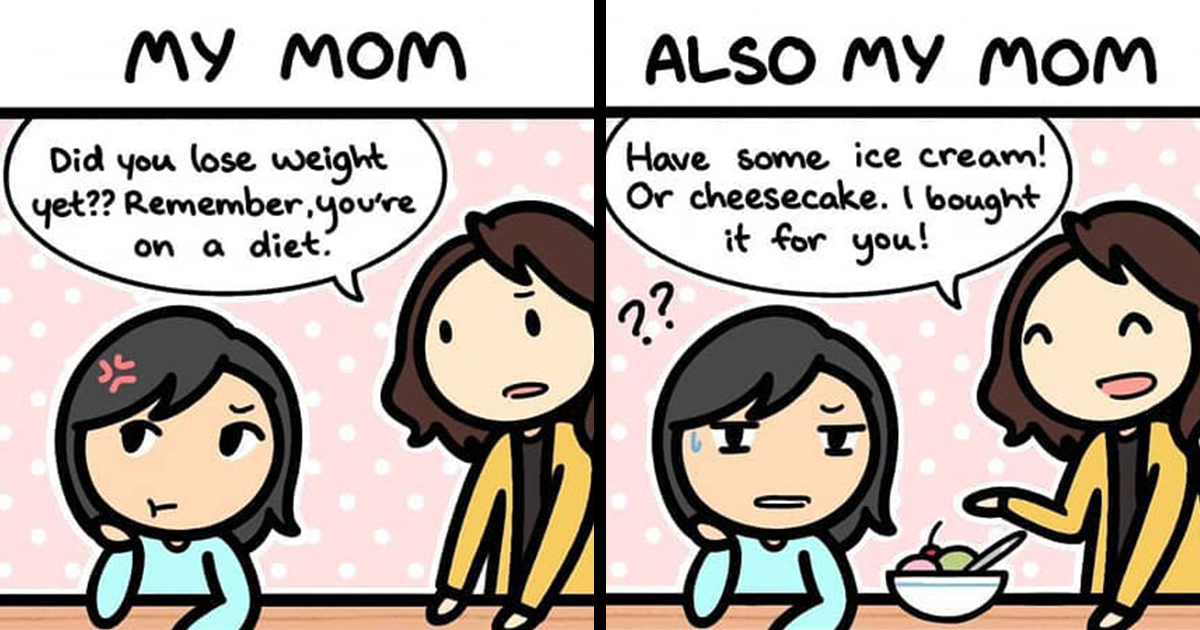 MY MOM
Did you lose weight
yet?? Remember, you're
on a diet.
ALSO MY MOM
Have some ice cream!
Or cheesecake. I bought
it for you!
??